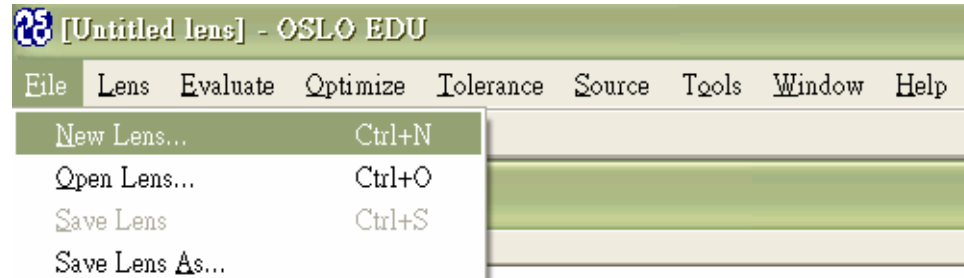 [Untitled lens] - OSLO EDU
File Lens Evaluate Optimize Tolerance Source Tools Window Help
New Lens... Ctrl+N
Open Lens... Ctrl+O
Save Lens Ctrl+S
Save Lens As...